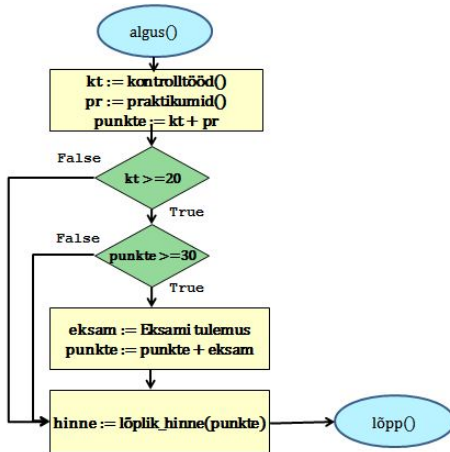 algus()
kt := kontrolltööd()
pr := praktikumid()
punkte := kt + pr
False
kt >=20
True
False
punkte >=30
True
eksam := Eksami tulemus
punkte := punkte + eksam
hinne := lõplik_hinne(punkte)
lõpp()